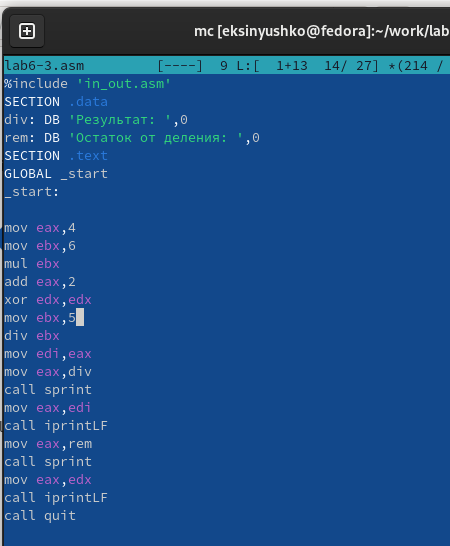 mc [eksinyushko@fedora]:~/work/lab
lab6-3.asm [----] 9 L:[ 1+13 14/ 27] *(214 /
%include 'in_out.asm'
SECTION .data
div: DB 'Результат: ',0
rem: DB 'Остаток от деления: ',0
SECTION .text
GLOBAL _start
_start:
mov eax,4
mov ebx,6
mul ebx
add eax,2
xor edx,edx
mov ebx,5
div ebx
mov edi,eax
mov eax,div
call sprint
mov eax,edi
call iprintLF
mov eax,rem
call sprint
mov eax,edx
call iprintLF
call quit